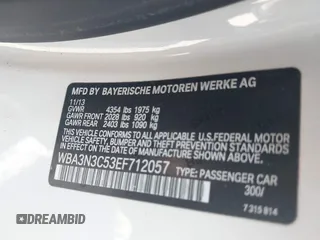 MFD BY BAYERISCHE MOTOREN WERKE AG
11/13
GVWR 4354 lbs 1975 kg
GAWR FRONT 2028 lbs 920 kg
GAWR REAR 2403 lbs 1090 kg
THIS VEHICLE CONFORMS TO ALL APPLICABLE
FEDERAL MOTOR VEHICLE SAFETY,
BUMPER, AND THEFT PREVENTION STANDARDS
IN EFFECT ON THE DATE OF
MANUFACTURE SHOWN ABOVE.
WBA3N3C53EF712057 TYPE: PASSENGER CAR
300/
7 315 814
DREAMBID